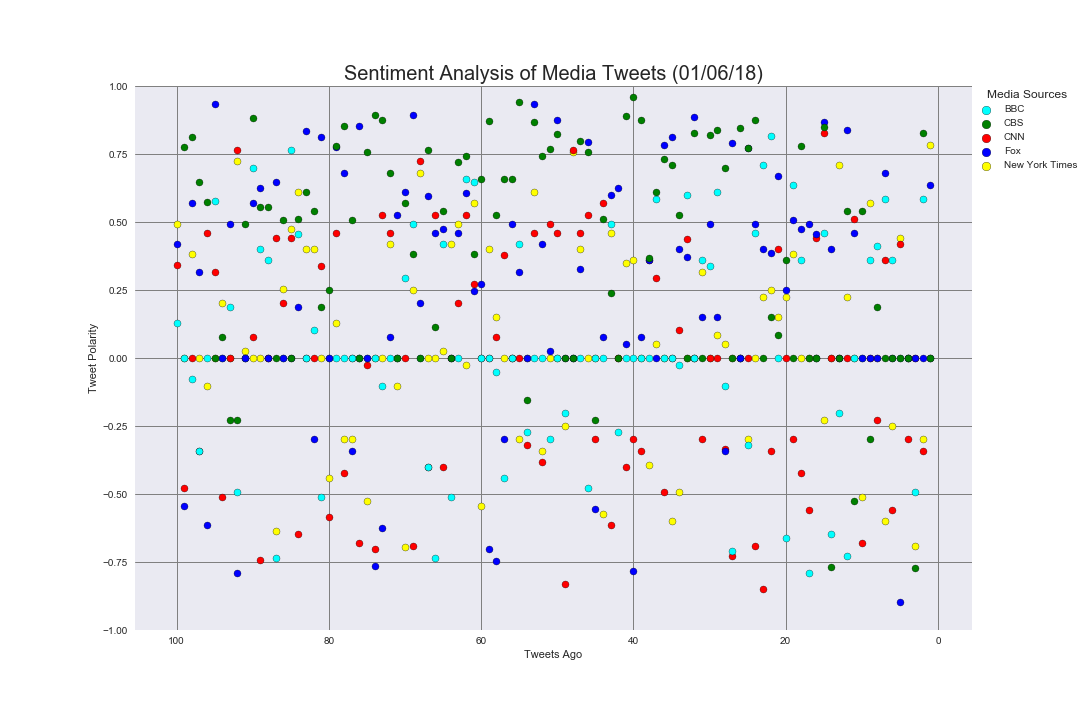 Sentiment Analysis of Media Tweets (01/06/18)
Media Sources
BBC
CBS
CNN
Fox
New York Times
1.00
0.75
0.50
0.25
0.00
−0.25
−0.50
−0.75
−1.00
Tweet Polarity
100 80 60 40 20 0
Tweets Ago